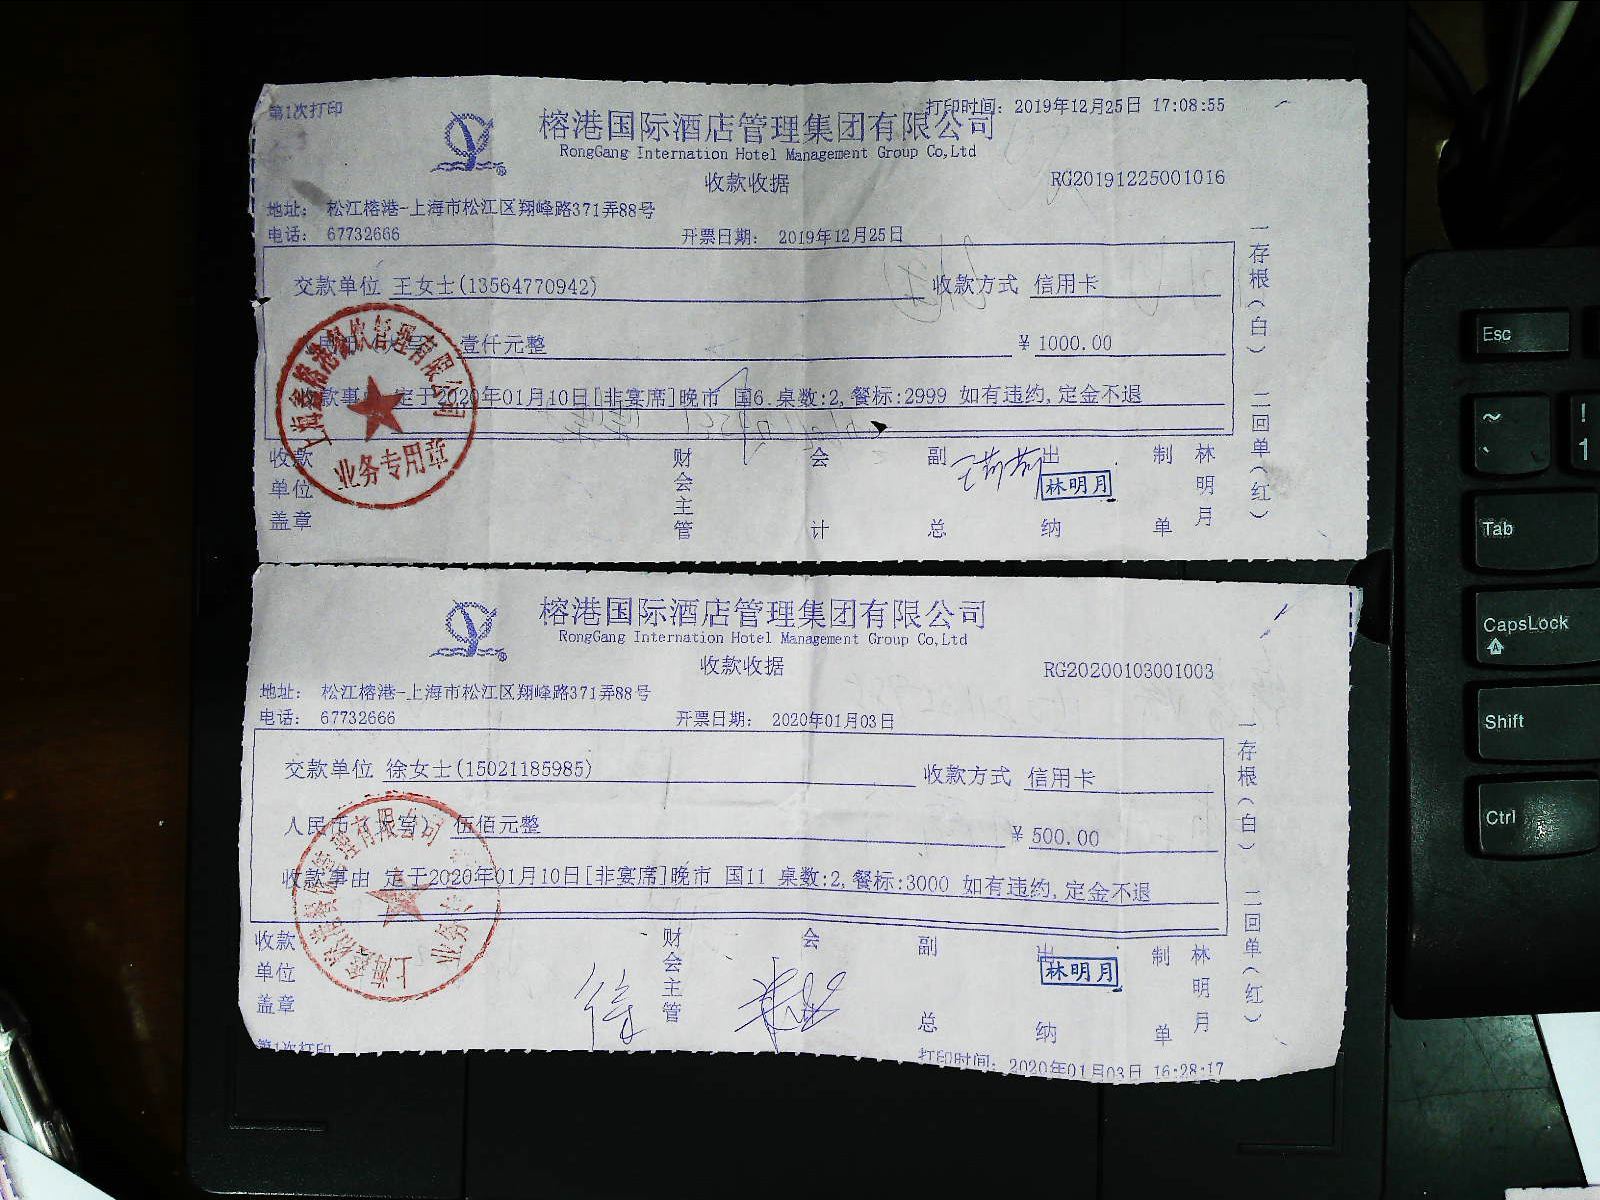 第1次打印
打印时间: 2019年12月25日 17:08:55
榕港国际酒店管理集团有限公司
RongGang Internation Hotel Management Group Co,Ltd
收款收据
RG20191225001016
地址: 松江榕港-上海市松江区翔峰路371弄88号
电话: 67732666
开票日期: 2019年12月25日
交款单位 王女士(13564770942)
收款方式 信用卡
壹仟元整
¥ 1000.00
款事由 定于2020年01月10日[非宴席]晚市 国6 桌数:2,餐标:2999 如有违约,定金不退
收款单位盖章
财会主管
会计
副总
出纳
林明月
制单
林明月
一存根(白) 二回单(红)
业务专用章
榕港国际酒店管理集团有限公司
RongGang Internation Hotel Management Group Co,Ltd
收款收据
RG20200103001003
地址: 松江榕港-上海市松江区翔峰路371弄88号
电话: 67732666
开票日期: 2020年01月03日
交款单位 徐女士(15021185985)
收款方式 信用卡
人民币(大写) 伍佰元整
¥ 500.00
收款事由 定于2020年01月10日[非宴席]晚市 国11 桌数:2,餐标:3000 如有违约,定金不退
收款单位盖章
财会主管
会计
副总
出纳
林明月
制单
林明月
一存根(白) 二回单(红)
徐
第1次打印
打印时间: 2020年01月03日 16:28:17
Esc
~
`
!
1
Tab
CapsLock
A
Shift
Ctrl